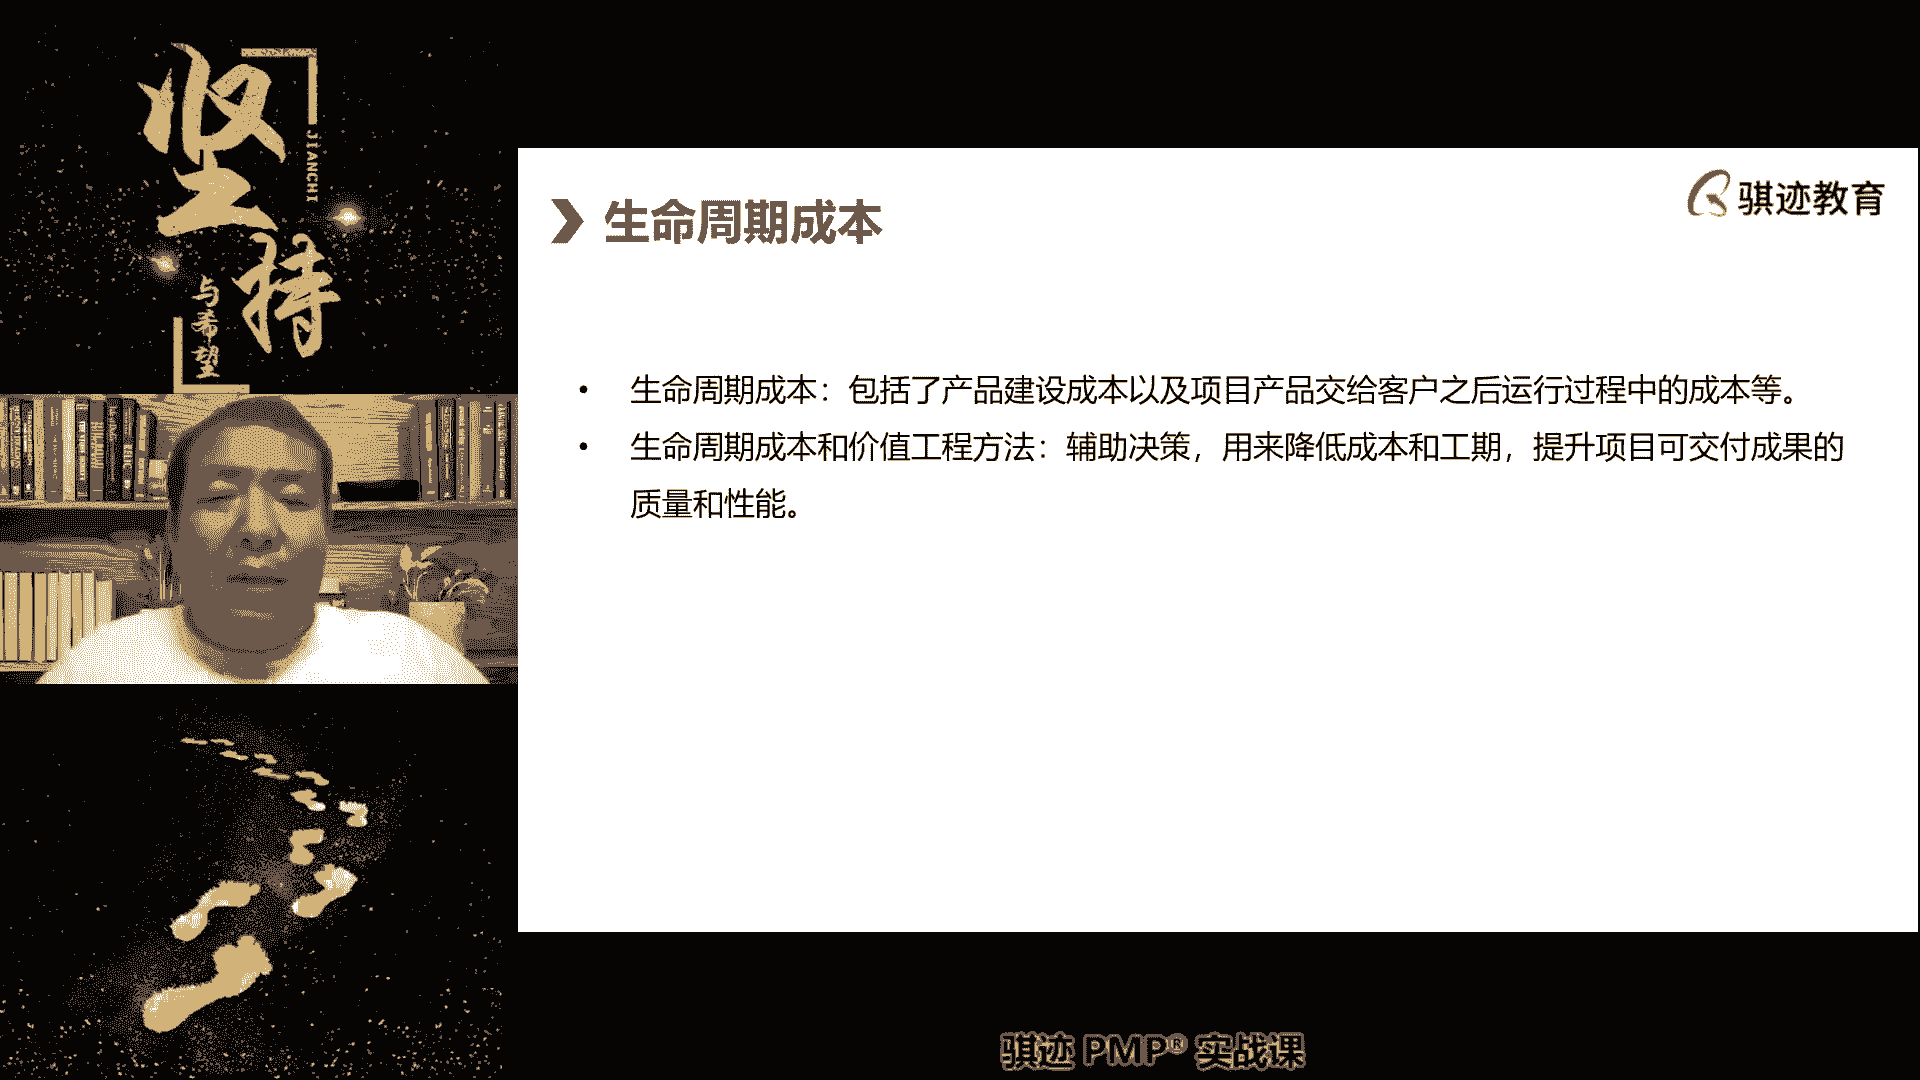 坚持
JIANCHI
与希望
骐迹教育
生命周期成本
• 生命周期成本：包括了产品建设成本以及项目产品交给客户之后运行过程中的成本等。
• 生命周期成本和价值工程方法：辅助决策，用来降低成本和工期，提升项目可交付成果的
质量和性能。
骐迹 PMP® 实战课